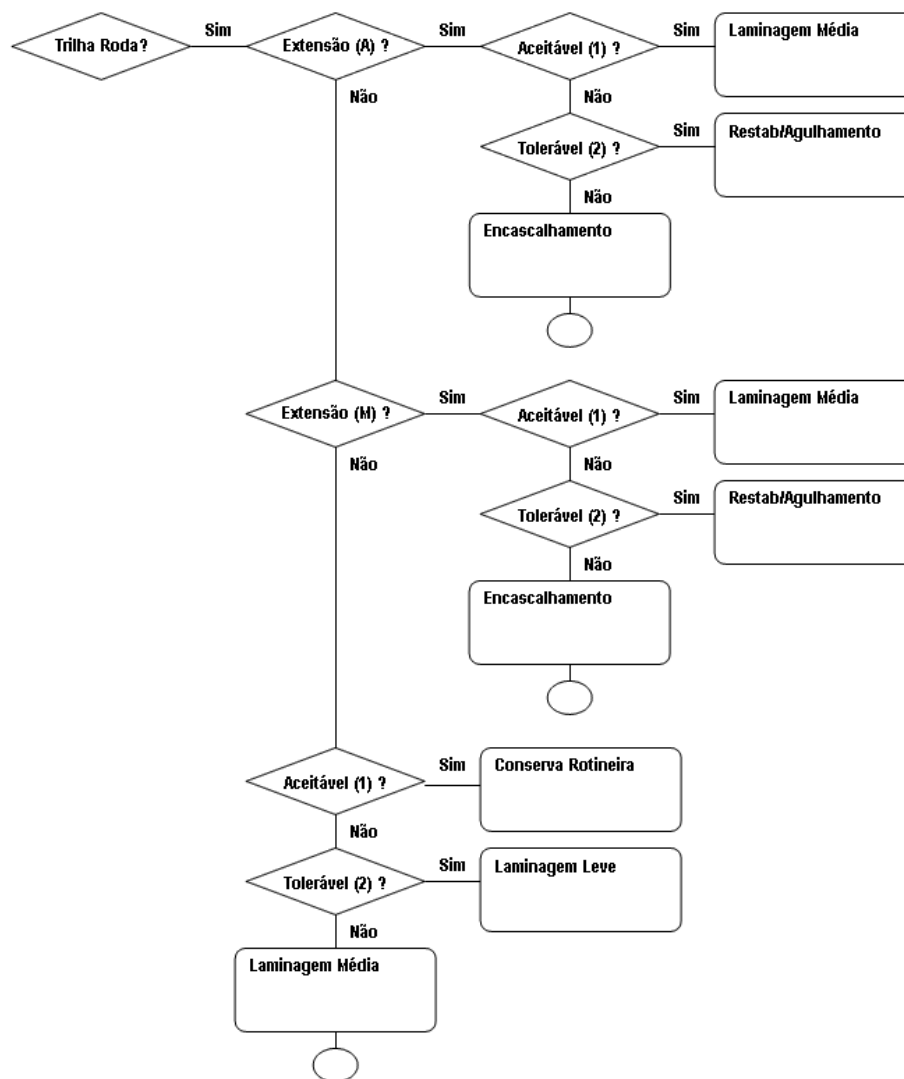 Trilha Roda?
Sim
Extensão (A) ?
Sim
Aceitável (1) ?
Sim
Laminagem Média
Não
Não
Tolerável (2) ?
Sim
Restab/Agulhamento
Não
Encascalhamento
Extensão (M) ?
Sim
Aceitável (1) ?
Sim
Laminagem Média
Não
Não
Tolerável (2) ?
Sim
Restab/Agulhamento
Não
Encascalhamento
Aceitável (1) ?
Sim
Conserva Rotineira
Não
Tolerável (2) ?
Sim
Laminagem Leve
Não
Laminagem Média